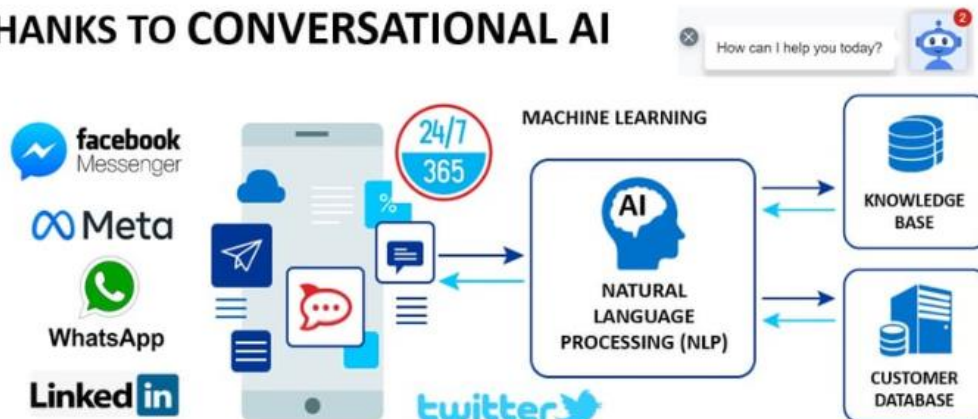 HANKS TO CONVERSATIONAL AI
How can I help you today?
2
facebook
Messenger
Meta
WhatsApp
Linked in
24/7
365
%
twitter
MACHINE LEARNING
AI
NATURAL
LANGUAGE
PROCESSING (NLP)
KNOWLEDGE
BASE
CUSTOMER
DATABASE